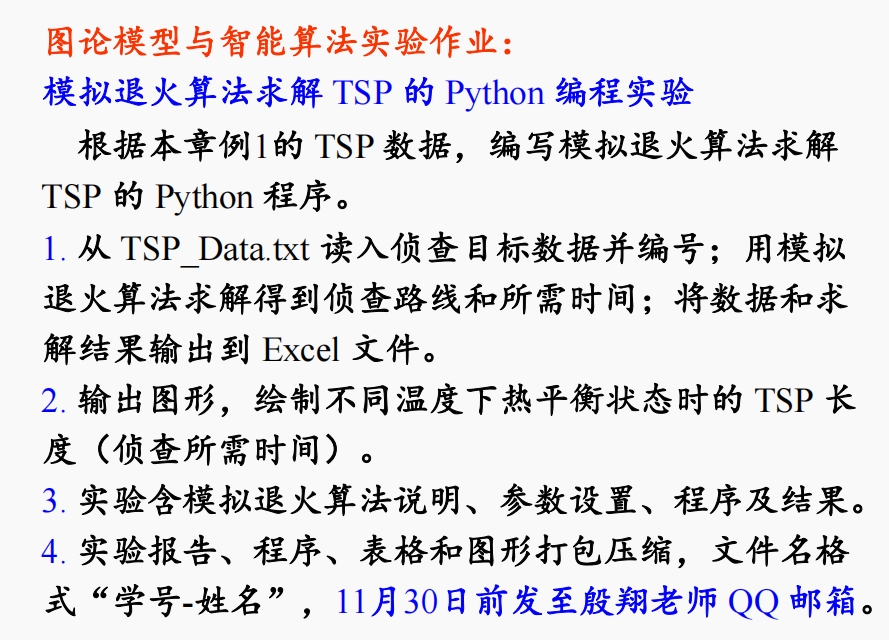 图论模型与智能算法实验作业：
模拟退火算法求解 TSP 的 Python 编程实验
根据本章例1的 TSP 数据，编写模拟退火算法求解
TSP 的 Python 程序。
1. 从 TSP_Data.txt 读入侦查目标数据并编号；用模拟
退火算法求解得到侦查路线和所需时间；将数据和求
解结果输出到 Excel 文件。
2. 输出图形，绘制不同温度下热平衡状态时的 TSP 长
度（侦查所需时间）。
3. 实验含模拟退火算法说明、参数设置、程序及结果。
4. 实验报告、程序、表格和图形打包压缩，文件名格
式“学号-姓名”，11月30日前发至殷翔老师 QQ 邮箱。